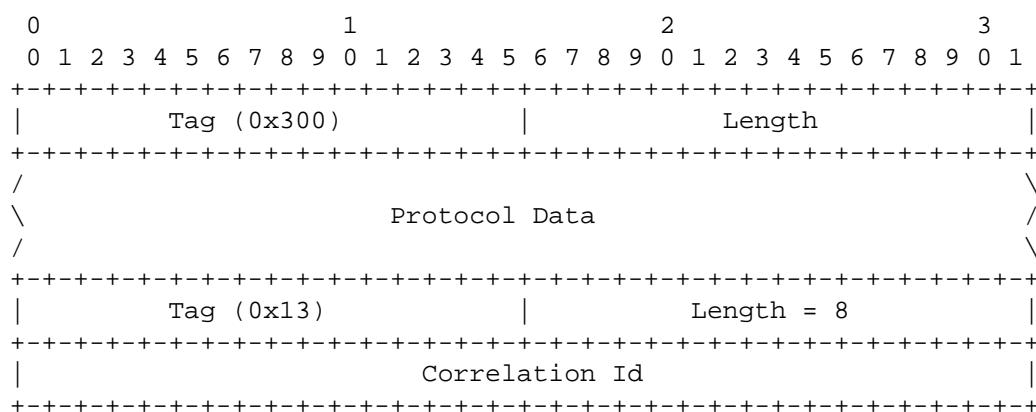 0                   1                   2                   3
 0 1 2 3 4 5 6 7 8 9 0 1 2 3 4 5 6 7 8 9 0 1 2 3 4 5 6 7 8 9 0 1
+-+-+-+-+-+-+-+-+-+-+-+-+-+-+-+-+-+-+-+-+-+-+-+-+-+-+-+-+-+-+-+-+
|         Tag (0x300)           |            Length             |
+-+-+-+-+-+-+-+-+-+-+-+-+-+-+-+-+-+-+-+-+-+-+-+-+-+-+-+-+-+-+-+-+
/                                                               \
\                       Protocol Data                           /
/                                                               \
+-+-+-+-+-+-+-+-+-+-+-+-+-+-+-+-+-+-+-+-+-+-+-+-+-+-+-+-+-+-+-+-+
|         Tag (0x13)            |          Length = 8           |
+-+-+-+-+-+-+-+-+-+-+-+-+-+-+-+-+-+-+-+-+-+-+-+-+-+-+-+-+-+-+-+-+
|                         Correlation Id                        |
+-+-+-+-+-+-+-+-+-+-+-+-+-+-+-+-+-+-+-+-+-+-+-+-+-+-+-+-+-+-+-+-+